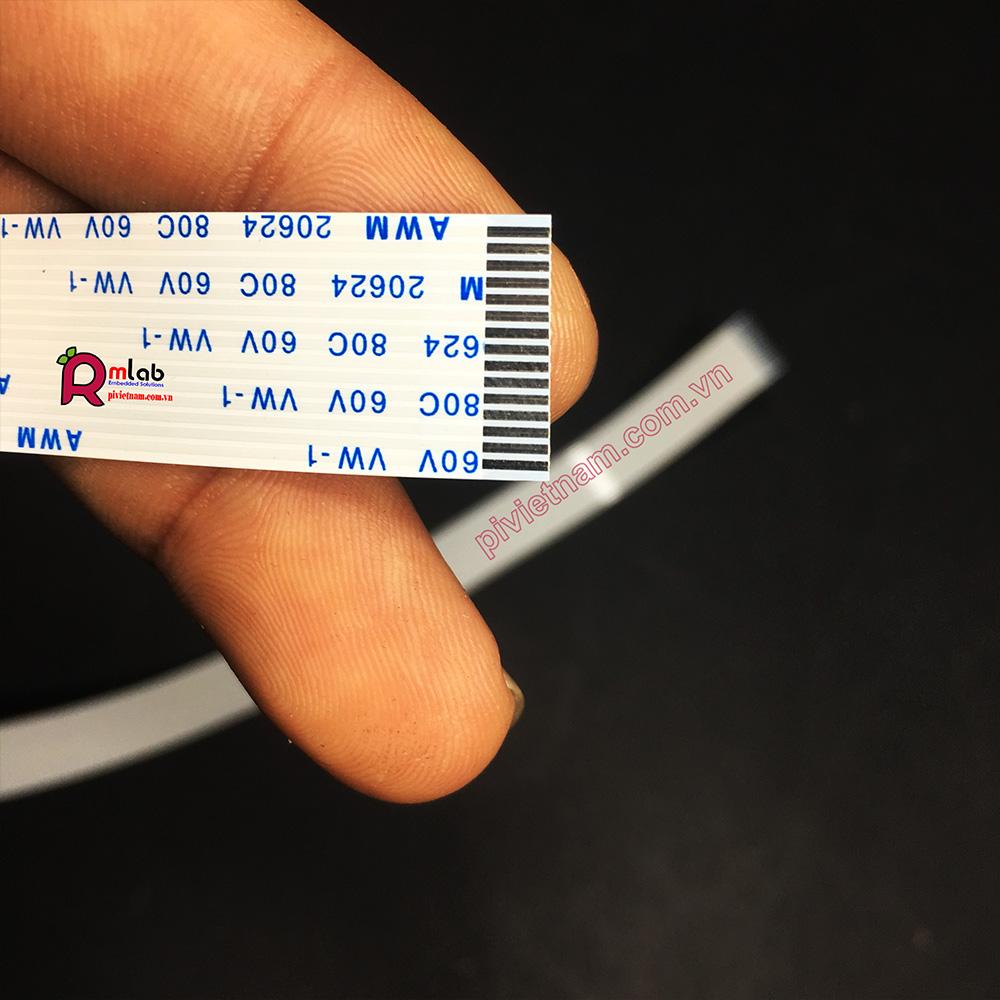 AWM 20624 80C 60V VW-1
M 20624 80C 60V VW-1
624 80C 60V VW-1
80C 60V VW-1 A
60V VW-1 AWM
Rmlab
Embedded Solutions
pivietnam.com.vn
pivietnam.com.vn